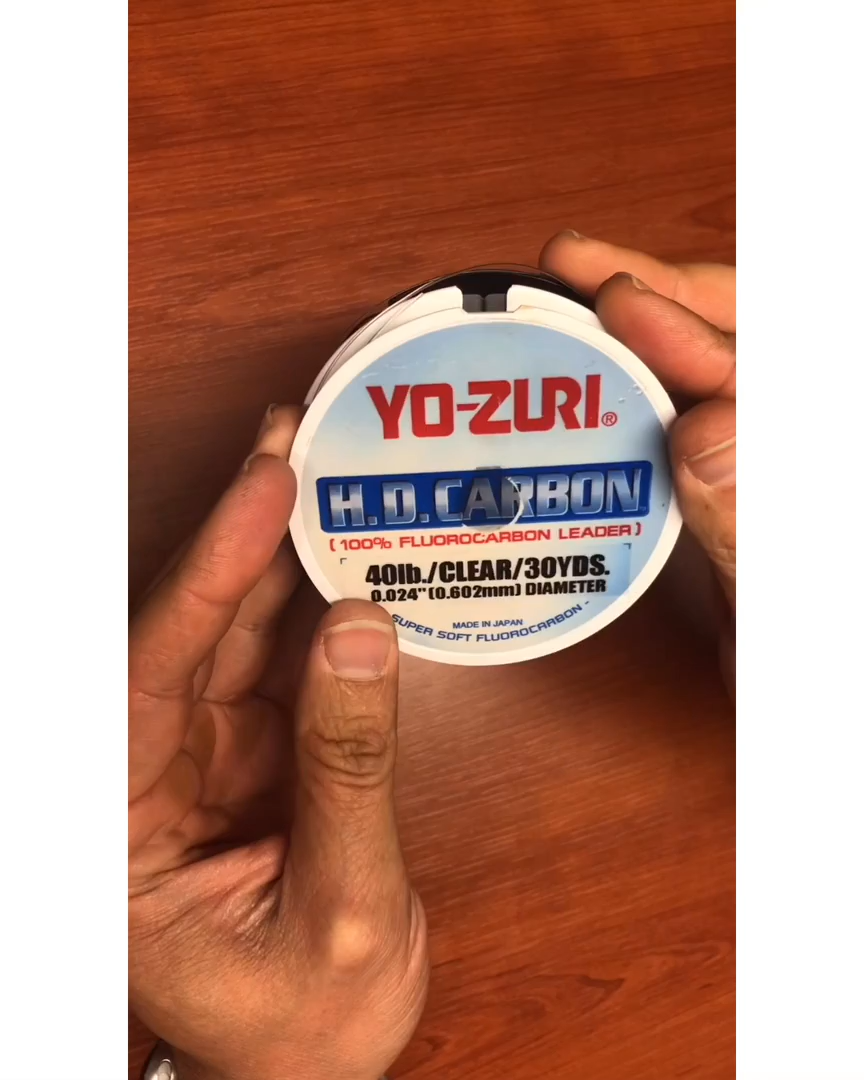 YO-ZURI®
H.D.CARBON
(100% FLUOROCARBON LEADER)
40lb./CLEAR/30YDS.
0.024"(0.602mm) DIAMETER
MADE IN JAPAN
SUPER SOFT FLUOROCARBON -